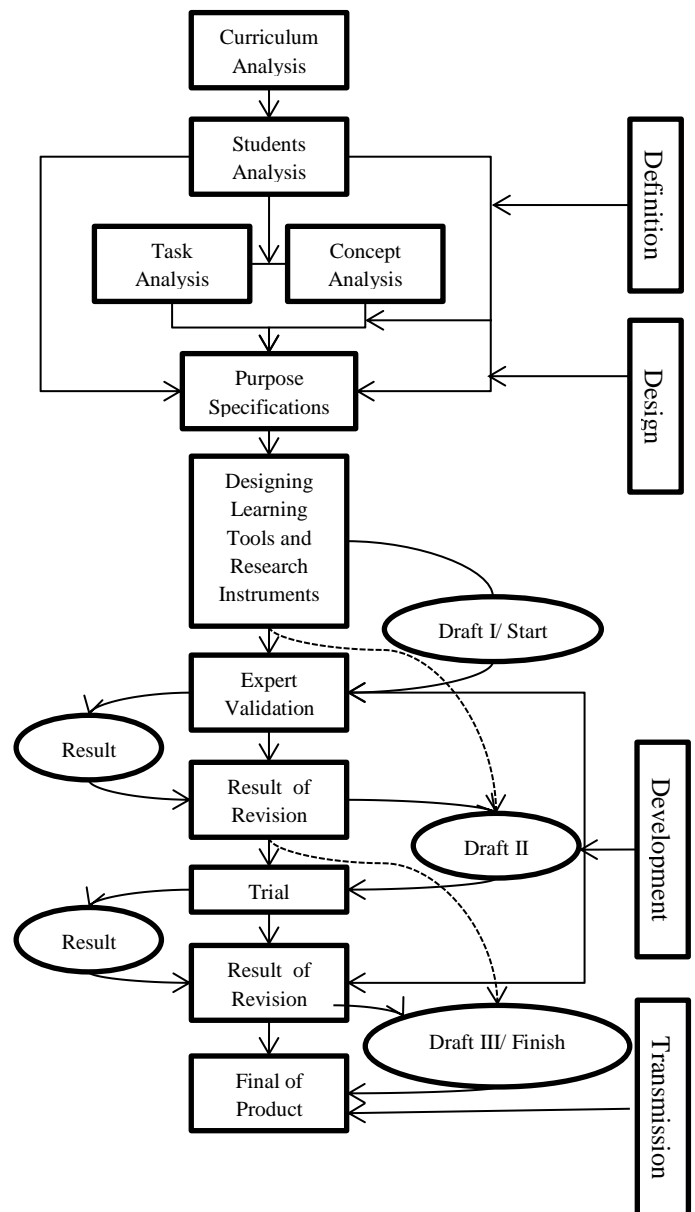 Curriculum
Analysis
Students
Analysis
Definition
Task
Analysis
Concept
Analysis
Purpose
Specifications
Design
Designing
Learning
Tools and
Research
Instruments
Draft I/ Start
Expert
Validation
Result
Result of
Revision
Draft II
Development
Trial
Result
Result of
Revision
Draft III/ Finish
Final of
Product
Transmission